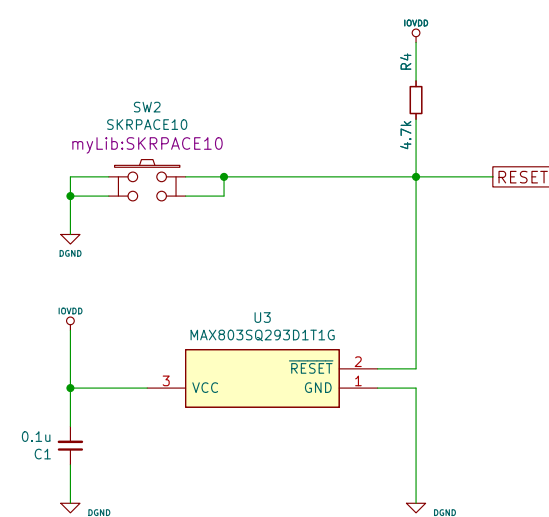 IOVDD
R4
4.7k
SW2
SKRPACE10
myLib:SKRPACE10
RESET
DGND
IOVDD
U3
MAX803SQ293D1T1G
RESET
2
3
VCC
GND
1
0.1u
C1
DGND
DGND